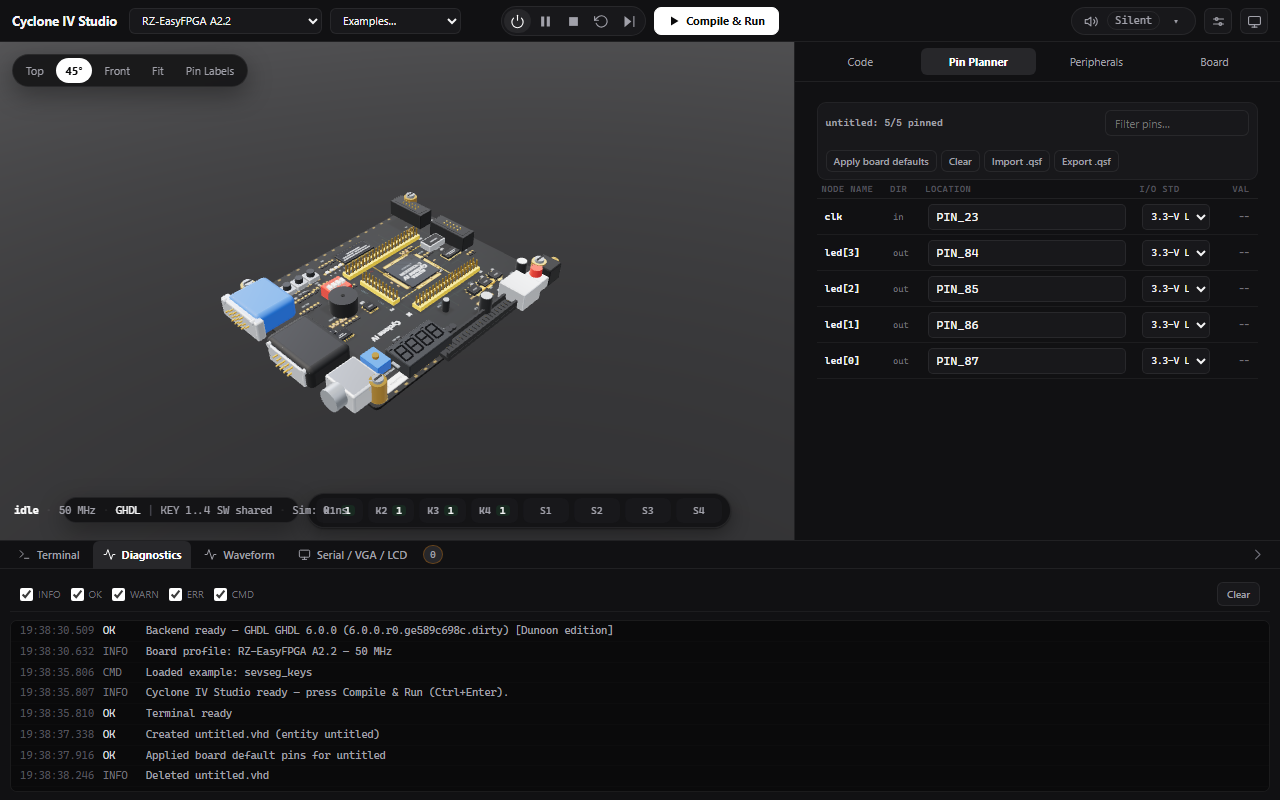 Cyclone IV Studio RZ-EasyFPGA A2.2 Examples... Compile & Run Silent
Top 45° Front Fit Pin Labels
Code Pin Planner Peripherals Board
untitled: 5/5 pinned Filter pins...
Apply board defaults Clear Import .qsf Export .qsf
NODE NAME DIR LOCATION I/O STD VAL
clk in PIN_23 3.3-V L --
led[3] out PIN_84 3.3-V L --
led[2] out PIN_85 3.3-V L --
led[1] out PIN_86 3.3-V L --
led[0] out PIN_87 3.3-V L --
Cyclone IV
idle · 50 MHz · GHDL | KEY 1..4 SW shared · Sim: 1 K2 1 K3 1 K4 1 S1 S2 S3 S4
Terminal Diagnostics Waveform Serial / VGA / LCD 0
INFO OK WARN ERR CMD Clear
19:38:30.509 OK Backend ready — GHDL GHDL 6.0.0 (6.0.0.r0.ge589c698c.dirty) [Dunoon edition]
19:38:30.632 INFO Board profile: RZ-EasyFPGA A2.2 — 50 MHz
19:38:35.806 CMD Loaded example: sevseg_keys
19:38:35.807 INFO Cyclone IV Studio ready — press Compile & Run (Ctrl+Enter).
19:38:35.810 OK Terminal ready
19:38:37.338 OK Created untitled.vhd (entity untitled)
19:38:37.916 OK Applied board default pins for untitled
19:38:38.246 INFO Deleted untitled.vhd